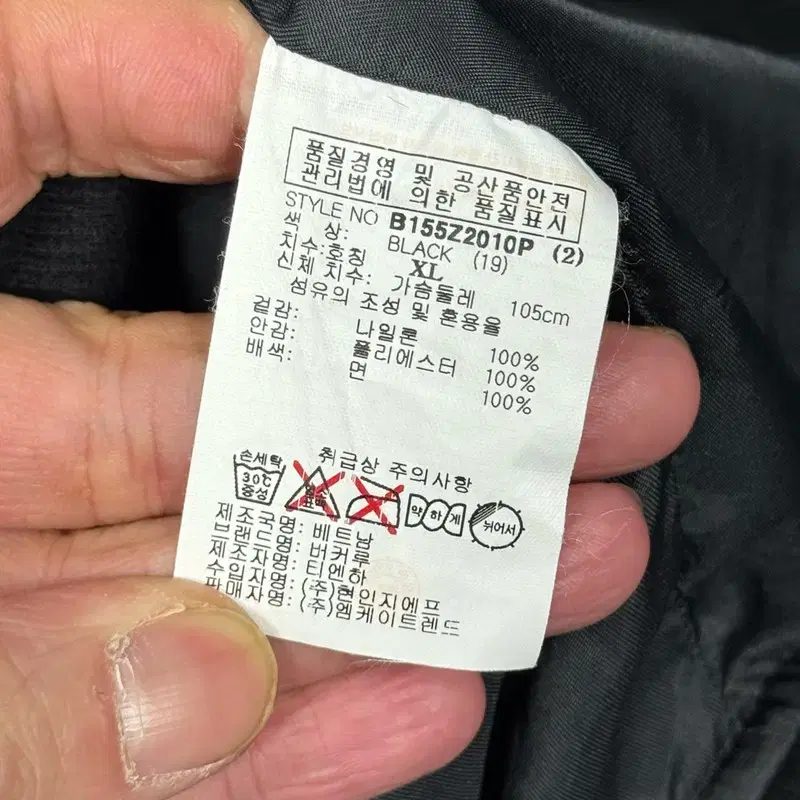 품질경영 및 공산품안전
관리법에 의한 품질표시
STYLE NO B155Z2010P (2)
색 상: BLACK (19)
치수:호칭 XL
신체 치수: 가슴둘레 105cm
섬유의 조성 및 혼용율
겉감: 나일론 100%
안감: 폴리에스터 100%
배색: 면 100%
취급상 주의사항
손세탁
30℃
중성
염소
표백
약하게
뉘어서
제조국명: 베트남
브랜드명: 버커루
제조자명: 티엔하
수입자명: (주)현인지에프
판매자명: (주)엠케이트렌드